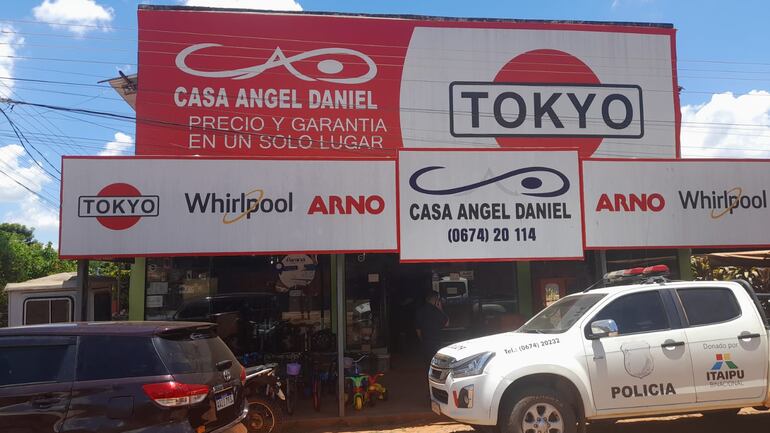 CASA ANGEL DANIEL
PRECIO Y GARANTIA
EN UN SOLO LUGAR
TOKYO
TOKYO
Whirlpool
ARNO
CASA ANGEL DANIEL
(0674) 20 114
ARNO
Whirlpool
Tel.: (0674) 20232
POLICIA
Donado por
ITAIPU
BINACIONAL